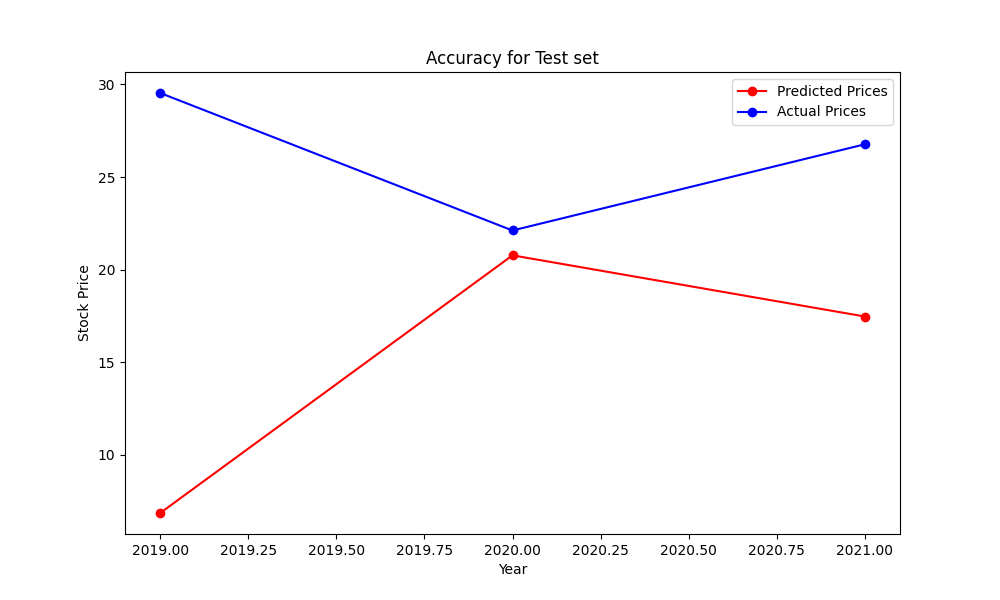 Accuracy for Test set
Predicted Prices
Actual Prices
Stock Price
30
25
20
15
10
2019.00 2019.25 2019.50 2019.75 2020.00 2020.25 2020.50 2020.75 2021.00
Year